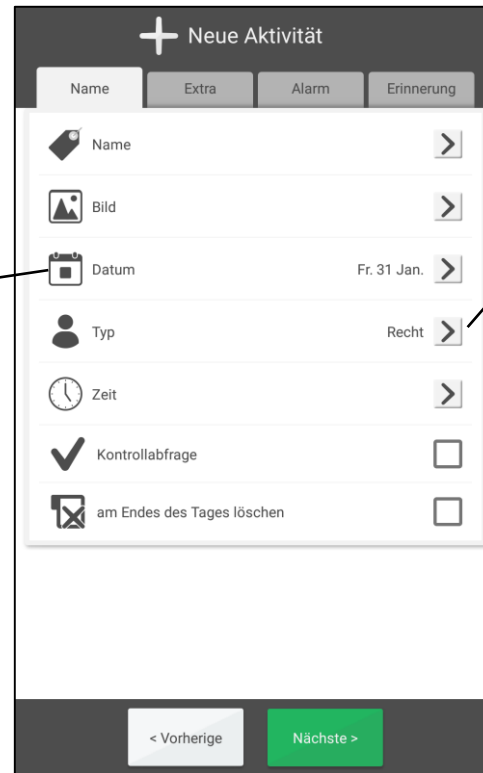 Neue Aktivität
Name Extra Alarm Erinnerung
Name
Bild
Datum Fr. 31 Jan.
Typ Recht
Zeit
Kontrollabfrage
am Endes des Tages löschen
< Vorherige Nächste >